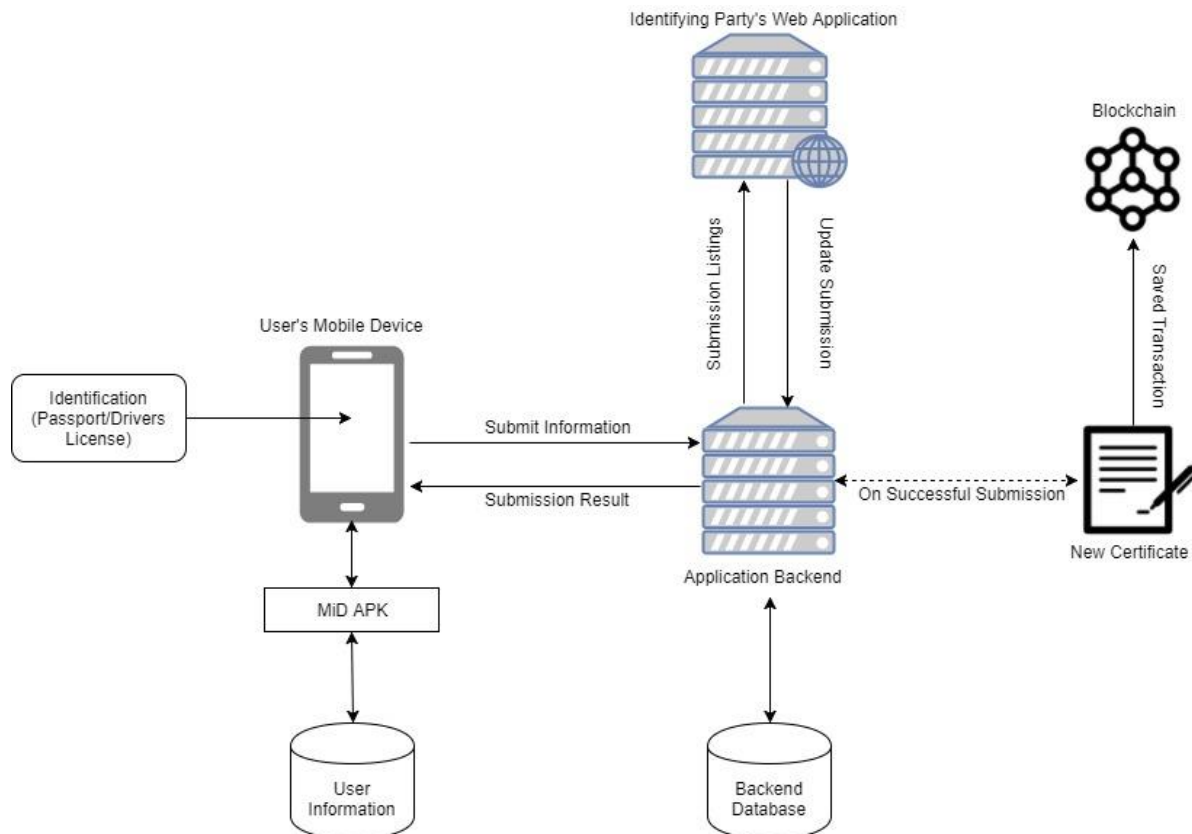 Identifying Party's Web Application
Blockchain
Submission Listings
Update Submission
Saved Transaction
User's Mobile Device
Identification
(Passport/Drivers
License)
Submit Information
Submission Result
On Successful Submission
New Certificate
Application Backend
MiD APK
User
Information
Backend
Database